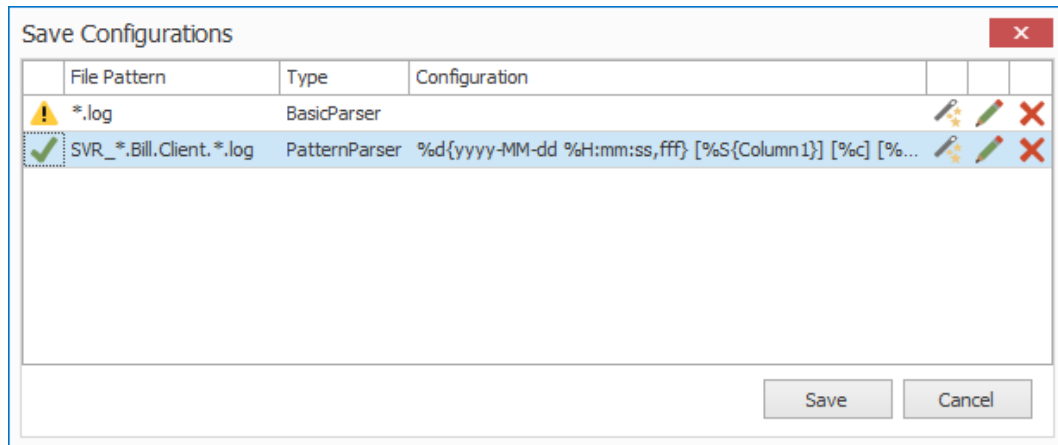 Save Configurations
File Pattern Type Configuration
*.log BasicParser
SVR_*.Bill.Client.*.log PatternParser %d{yyyy-MM-dd %H:mm:ss,fff} [%S{Column1}] [%c] [%...
Save Cancel